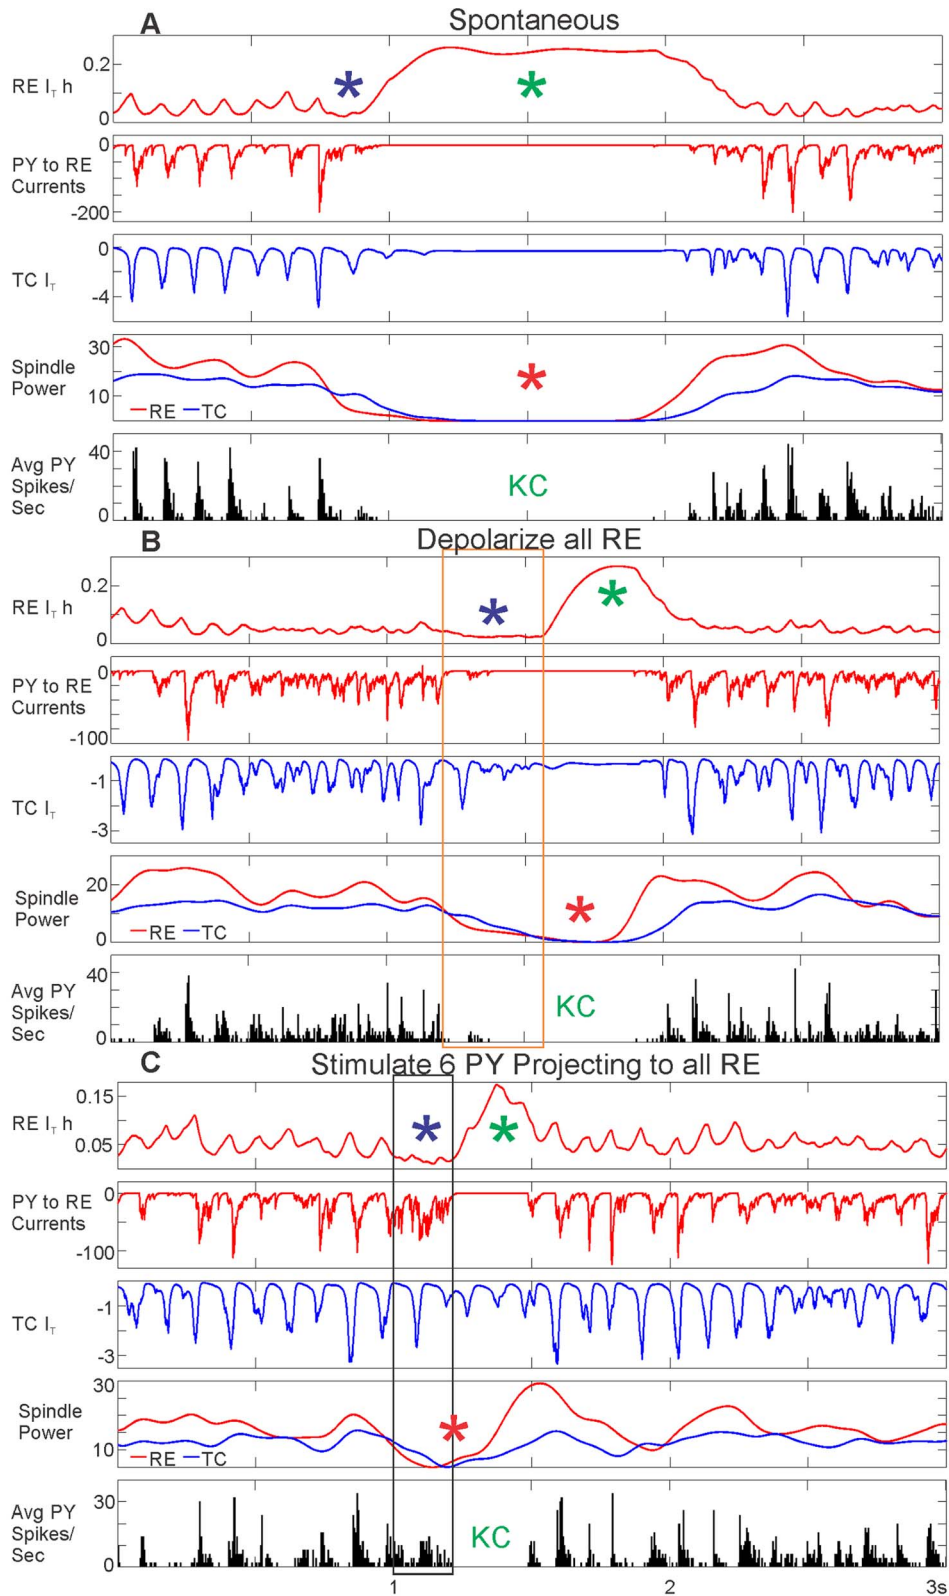 A Spontaneous
RE I_T h
0.2
0
PY to RE
Currents
0
-200
TC I_T
0
-4
Spindle
Power
30
10
RE TC
Avg PY
Spikes/
Sec
40
0
KC
B Depolarize all RE
RE I_T h
0.2
0
PY to RE
Currents
0
-100
TC I_T
-1
-3
Spindle
Power
20
0
RE TC
Avg PY
Spikes/
Sec
40
0
KC
C Stimulate 6 PY Projecting to all RE
RE I_T h
0.15
0.05
PY to RE
Currents
0
-100
TC I_T
-1
-3
Spindle
Power
30
10
RE TC
Avg PY
Spikes/
Sec
30
0
KC
1 2 3s